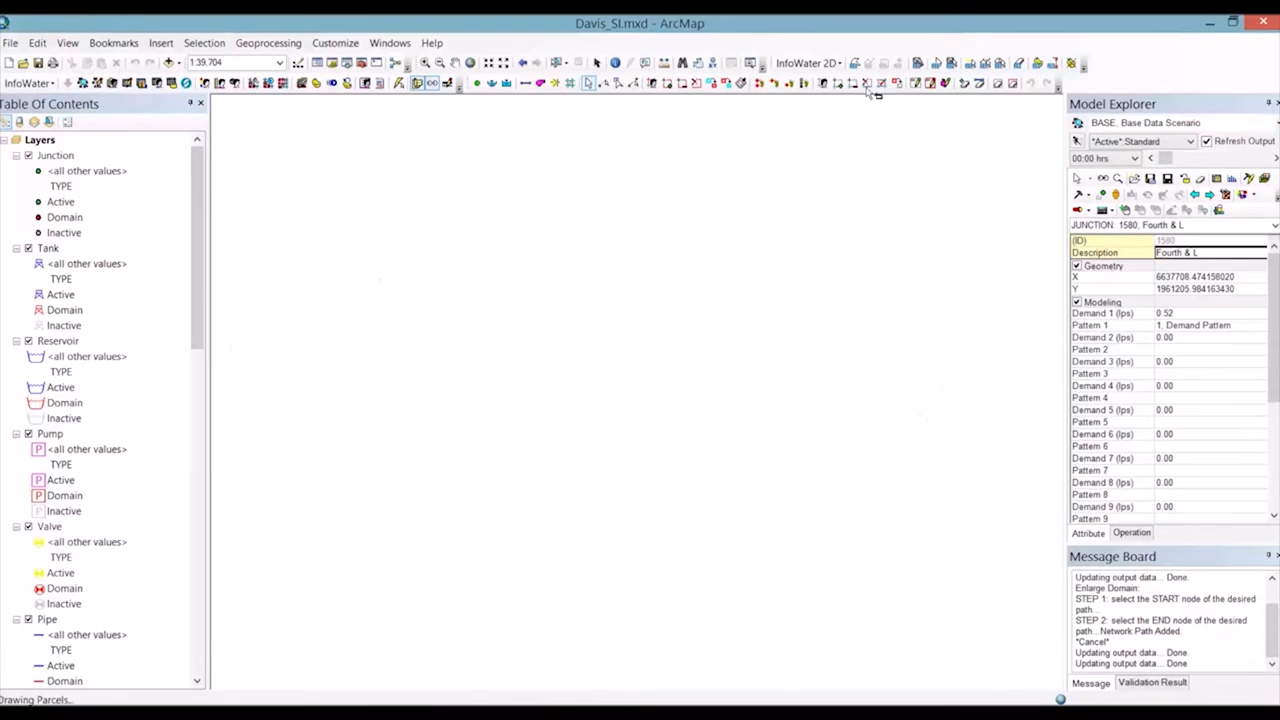 Davis_SI.mxd - ArcMap
File Edit View Bookmarks Insert Selection Geoprocessing Customize Windows Help
1:39,704
InfoWater 2D
InfoWater
Table Of Contents
Layers
Junction
<all other values>
TYPE
Active
Domain
Inactive
Tank
<all other values>
TYPE
Active
Domain
Inactive
Reservoir
<all other values>
TYPE
Active
Domain
Inactive
Pump
<all other values>
TYPE
Active
Domain
Inactive
Valve
<all other values>
TYPE
Active
Domain
Inactive
Pipe
<all other values>
TYPE
Active
Domain
Drawing Parcels..
Model Explorer
BASE, Base Data Scenario
*Active*:Standard Refresh Output
00:00 hrs
JUNCTION: 1580, Fourth & L
(ID) 1580
Description Fourth & L
Geometry
X 6637708.474158020
Y 1961205.984163430
Modeling
Demand 1 (lps) 0.52
Pattern 1 1, Demand Pattern
Demand 2 (lps) 0.00
Pattern 2
Demand 3 (lps) 0.00
Pattern 3
Demand 4 (lps) 0.00
Pattern 4
Demand 5 (lps) 0.00
Pattern 5
Demand 6 (lps) 0.00
Pattern 6
Demand 7 (lps) 0.00
Pattern 7
Demand 8 (lps) 0.00
Pattern 8
Demand 9 (lps) 0.00
Pattern 9
Attribute Operation
Message Board
Updating output data... Done.
Enlarge Domain:
STEP 1: select the START node of the desired
path...
STEP 2: select the END node of the desired
path...Network Path Added.
*Cancel*
Updating output data... Done.
Updating output data... Done.
Message Validation Result